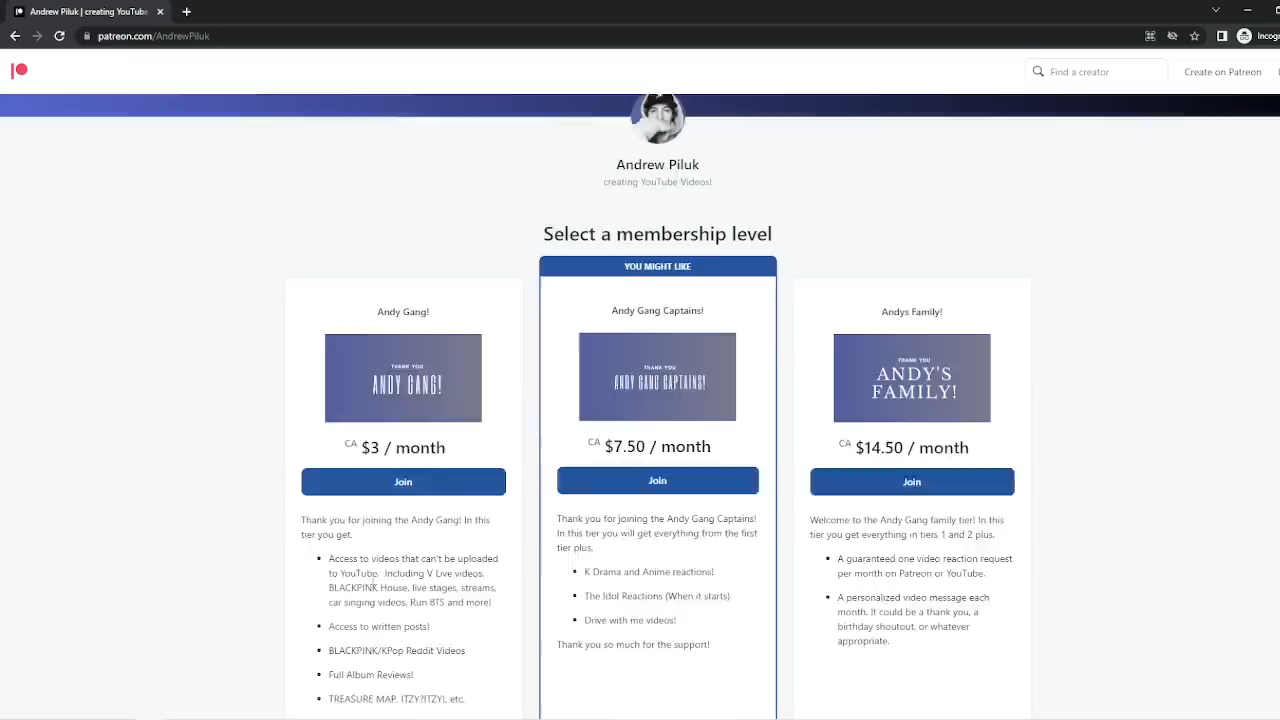 Andrew Piluk | creating YouTube
patreon.com/AndrewPiluk
Find a creator
Create on Patreon
Andrew Piluk
creating YouTube Videos!
Select a membership level
Andy Gang!
THANK YOU
ANDY GANG!
CA $3 / month
Join
Thank you for joining the Andy Gang! In this
tier you get.
• Access to videos that can't be uploaded
to YouTube. Including V Live videos,
BLACKPINK House, live stages, streams,
car singing videos, Run BTS and more!
• Access to written posts!
• BLACKPINK/KPop Reddit Videos
• Full Album Reviews!
• TREASURE MAP, ITZY?ITZY!, etc.
YOU MIGHT LIKE
Andy Gang Captains!
THANK YOU
ANDY GANG CAPTAINS!
CA $7.50 / month
Join
Thank you for joining the Andy Gang Captains!
In this tier you will get everything from the first
tier plus,
• K Drama and Anime reactions!
• The Idol Reactions (When it starts)
• Drive with me videos!
Thank you so much for the support!
Andys Family!
THANK YOU
ANDY'S
FAMILY!
CA $14.50 / month
Join
Welcome to the Andy Gang family tier! In this
tier you get everything in tiers 1 and 2 plus.
• A guaranteed one video reaction request
per month on Patreon or YouTube.
• A personalized video message each
month. It could be a thank you, a
birthday shoutout, or whatever
appropriate.